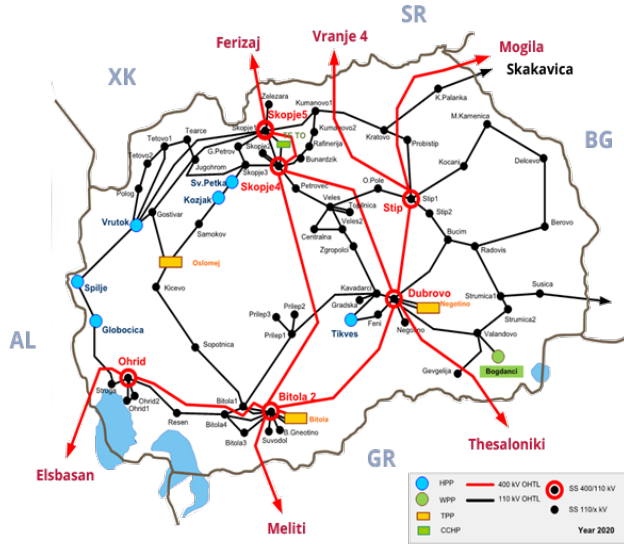 SR
Ferizaj
Vranje 4
Mogila
Skakavica
XK
Zelezara
Skopje5
Kumanovo1
K.Palanka
Skopje1
TE TO
Kumanovo2
M.Kamenica
BG
Tetovo1
Tearce
Skopje2
Rafinerija
Kratovo
G.Petrov
Probistip
Tetovo2
Jugohrom
Skopje3
Bunardzik
Kocani
Delcevo
Sv.Petka
Skopje4
Petrovec
O.Pole
Polog
Kozjak
Veles
Stip
Stip1
Vrutok
Gostivar
Topilnica
Stip2
Samokov
Centralna
Bucim
Berovo
Veles2
Zgropolci
Radovis
Oslomej
Spilje
Kicevo
Kavadarci
Dubrovo
Susica
Prilep3
Prilep2
Gradska
Negotino
Strumica1
Globocica
Tikves
Feni
Negotino
Strumica2
AL
Sopotnica
Prilep1
Valandovo
Ohrid
Gevgelija
Bogdanci
Struga
Ohrid2
Ohrid1
Bitola1
Bitola 2
Resen
Bitola4
Bitola
B.Gneotino
Bitola3
Suvodol
Thesaloniki
GR
Elsbasan
Meliti
HPP
400 kV OHTL
SS 400/110 kV
WPP
110 kV OHTL
SS 110/x kV
TPP
CCHP
Year 2020